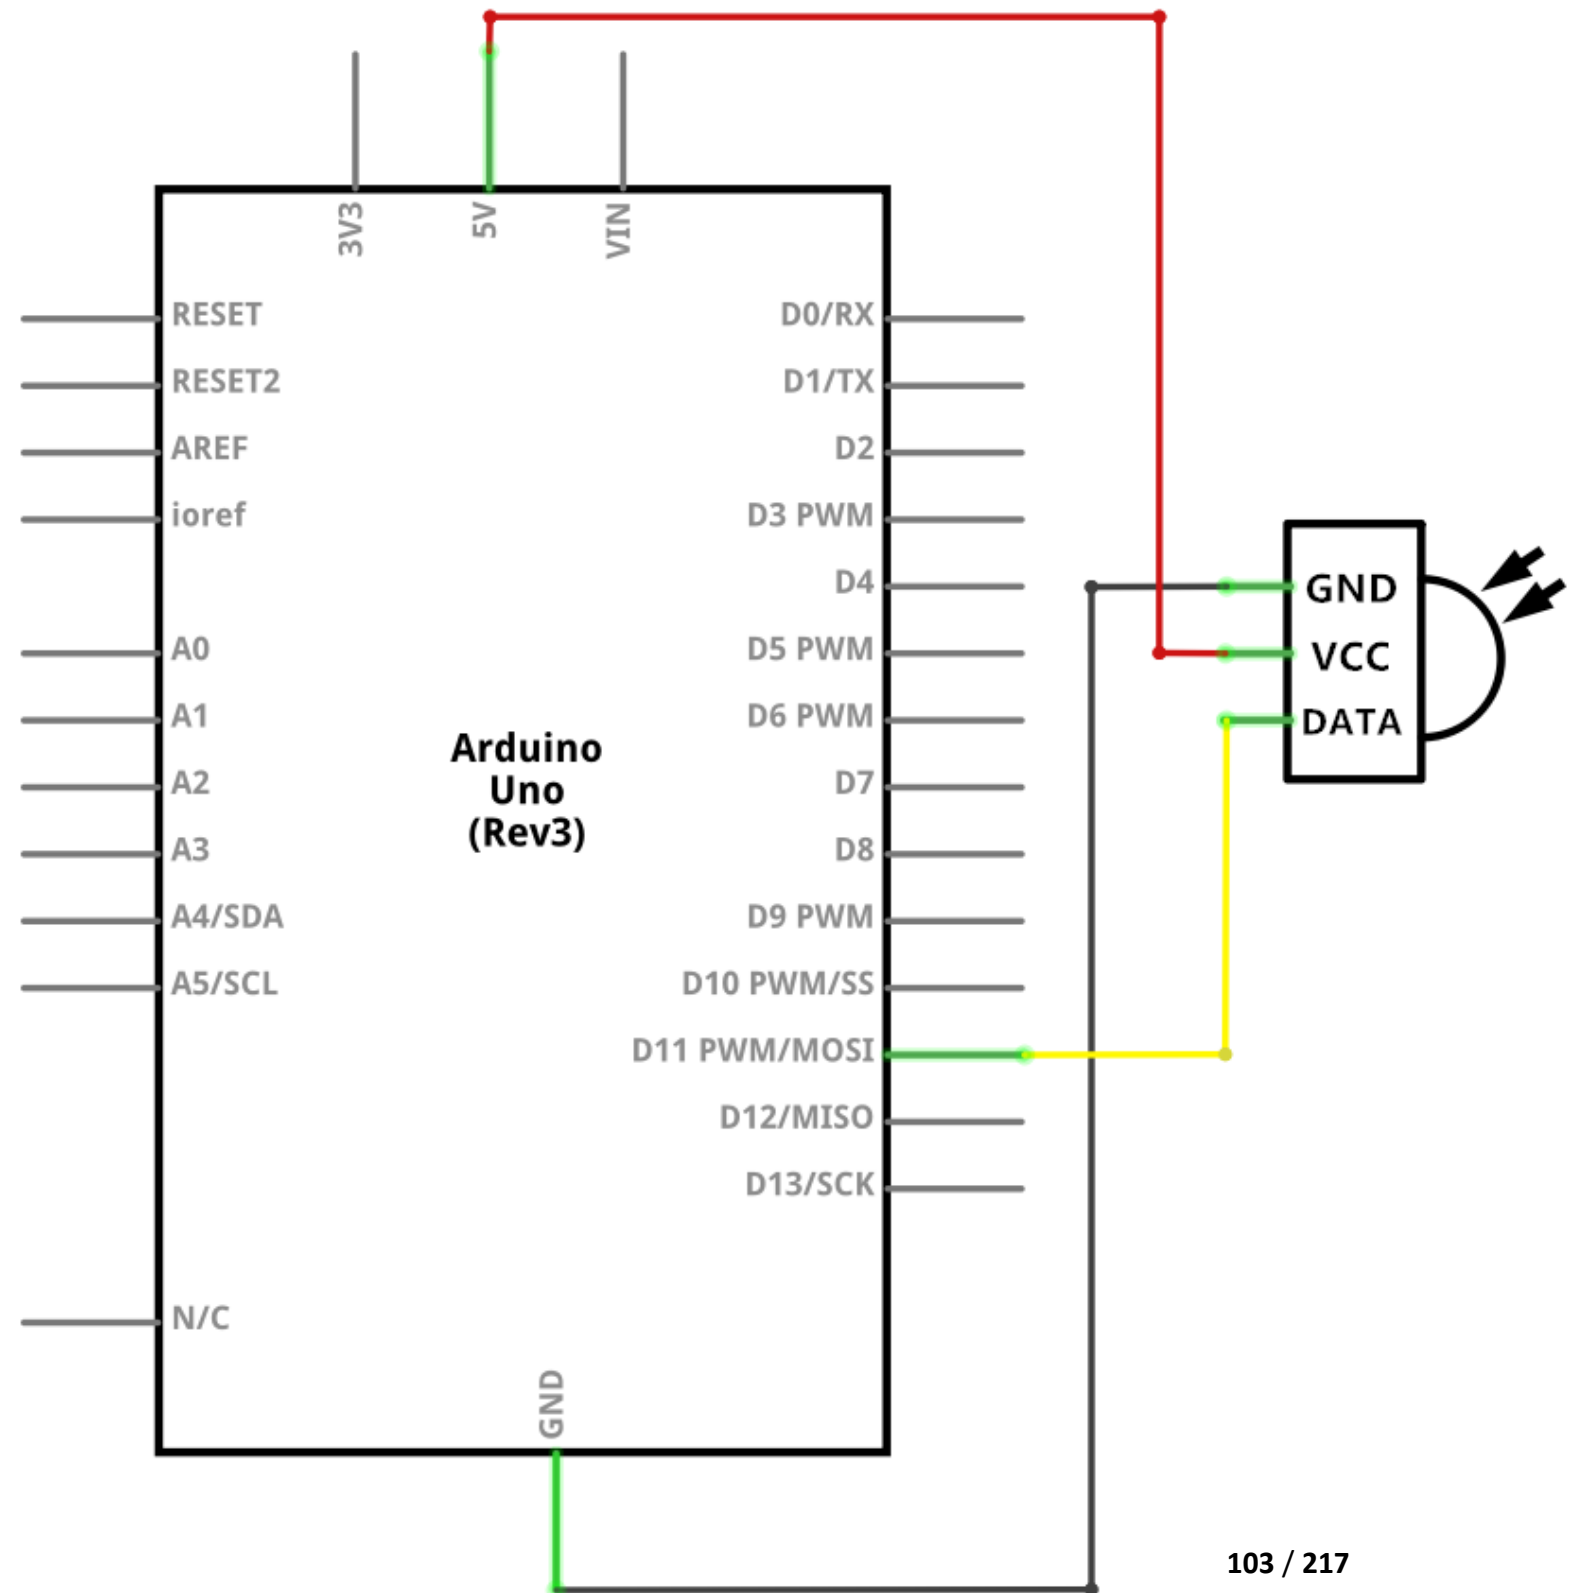 3V3
5V
VIN
RESET
RESET2
AREF
ioref
A0
A1
A2
A3
A4/SDA
A5/SCL
N/C
Arduino
Uno
(Rev3)
D0/RX
D1/TX
D2
D3 PWM
D4
D5 PWM
D6 PWM
D7
D8
D9 PWM
D10 PWM/SS
D11 PWM/MOSI
D12/MISO
D13/SCK
GND
GND
VCC
DATA
103 / 217